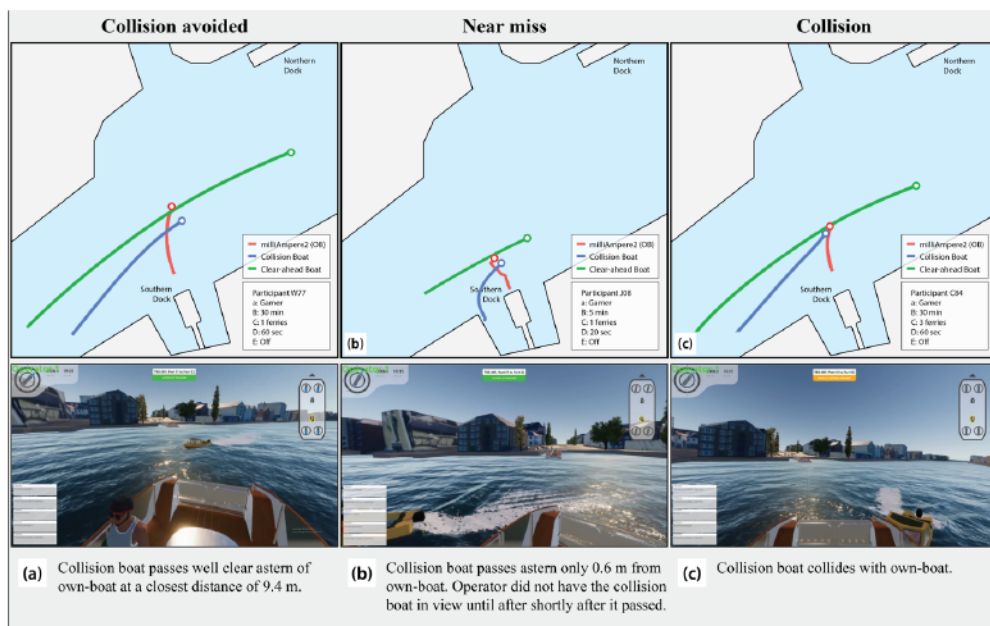 Collision avoided
Near miss
Collision
Northern
Dock
Northern
Dock
Northern
Dock
milliAmpere2 (OB)
Collision Boat
Clear-ahead Boat
milliAmpere2 (OB)
Collision Boat
Clear-ahead Boat
milliAmpere2 (OB)
Collision Boat
Clear-ahead Boat
Southern
Dock
Southern
Dock
Southern
Dock
Participant W77
a: Gamer
B: 30 min
C: 1 ferries
D: 60 sec
E: Off
Participant J08
a: Gamer
B: 5 min
C: 1 ferries
D: 20 sec
E: Off
Participant C84
a: Gamer
B: 30 min
C: 3 ferries
D: 60 sec
E: Off
(b)
(c)
(a) Collision boat passes well clear astern of
own-boat at a closest distance of 9.4 m.
(b) Collision boat passes astern only 0.6 m from
own-boat. Operator did not have the collision
boat in view until after shortly after it passed.
(c) Collision boat collides with own-boat.